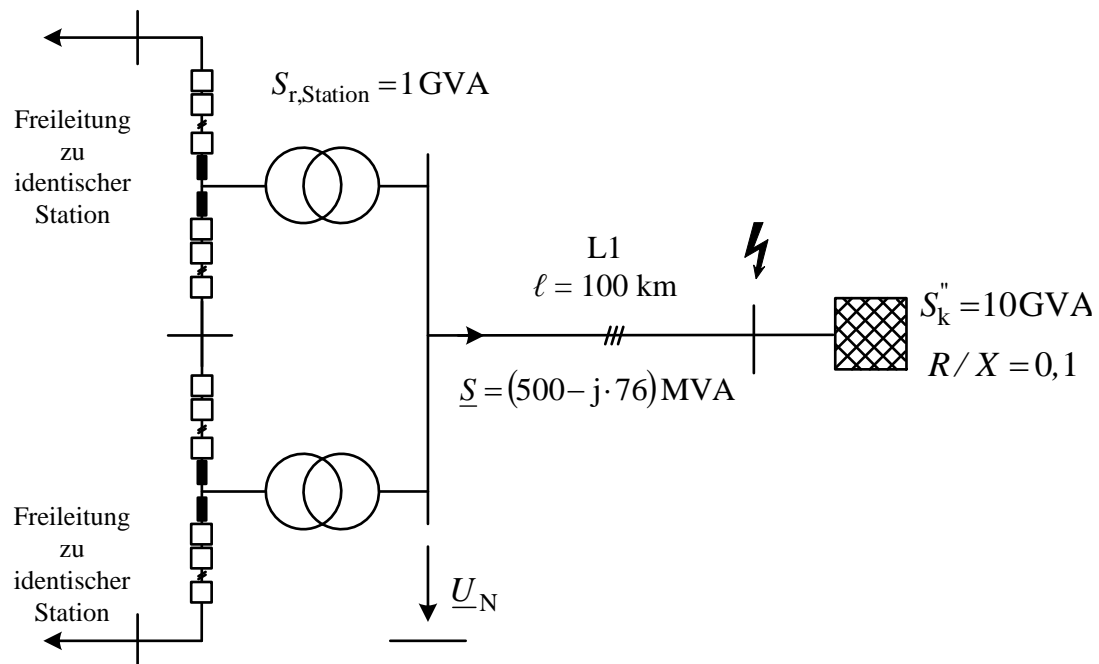 Freileitung
zu
identischer
Station
S_r,Station = 1 GVA
L1
ℓ = 100 km
S = (500 − j · 76) MVA
S_k'' = 10 GVA
R / X = 0,1
Freileitung
zu
identischer
Station
U_N